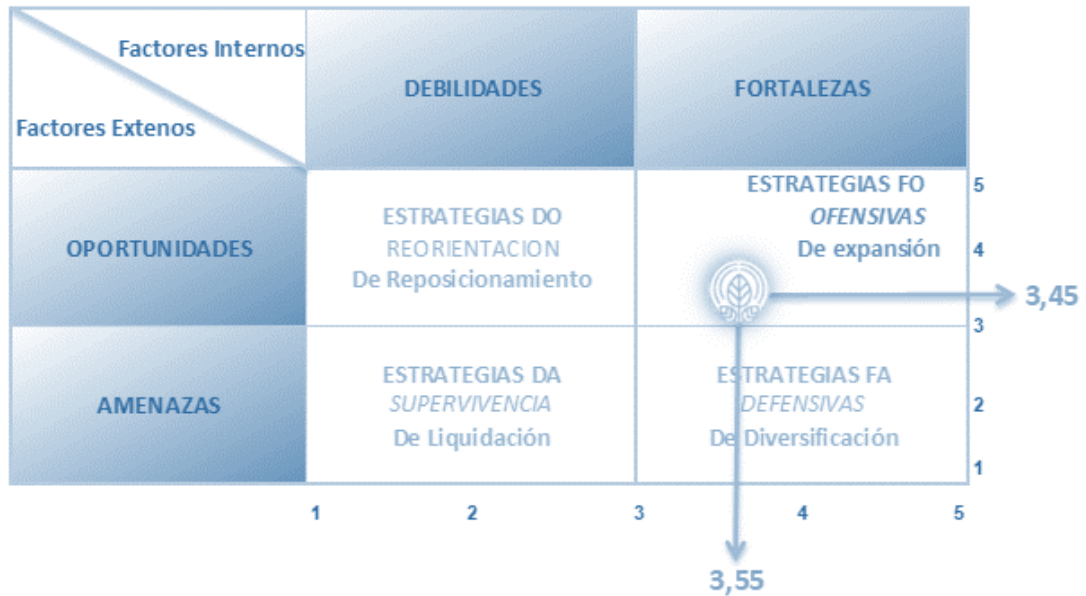 Factores Internos
Factores Extenos
DEBILIDADES
FORTALEZAS
OPORTUNIDADES
ESTRATEGIAS DO
REORIENTACION
De Reposicionamiento
ESTRATEGIAS FO
OFENSIVAS
De expansión
5
4
3,45
3
AMENAZAS
ESTRATEGIAS DA
SUPERVIVENCIA
De Liquidación
ESTRATEGIAS FA
DEFENSIVAS
De Diversificación
2
1
1
2
3
4
5
3,55